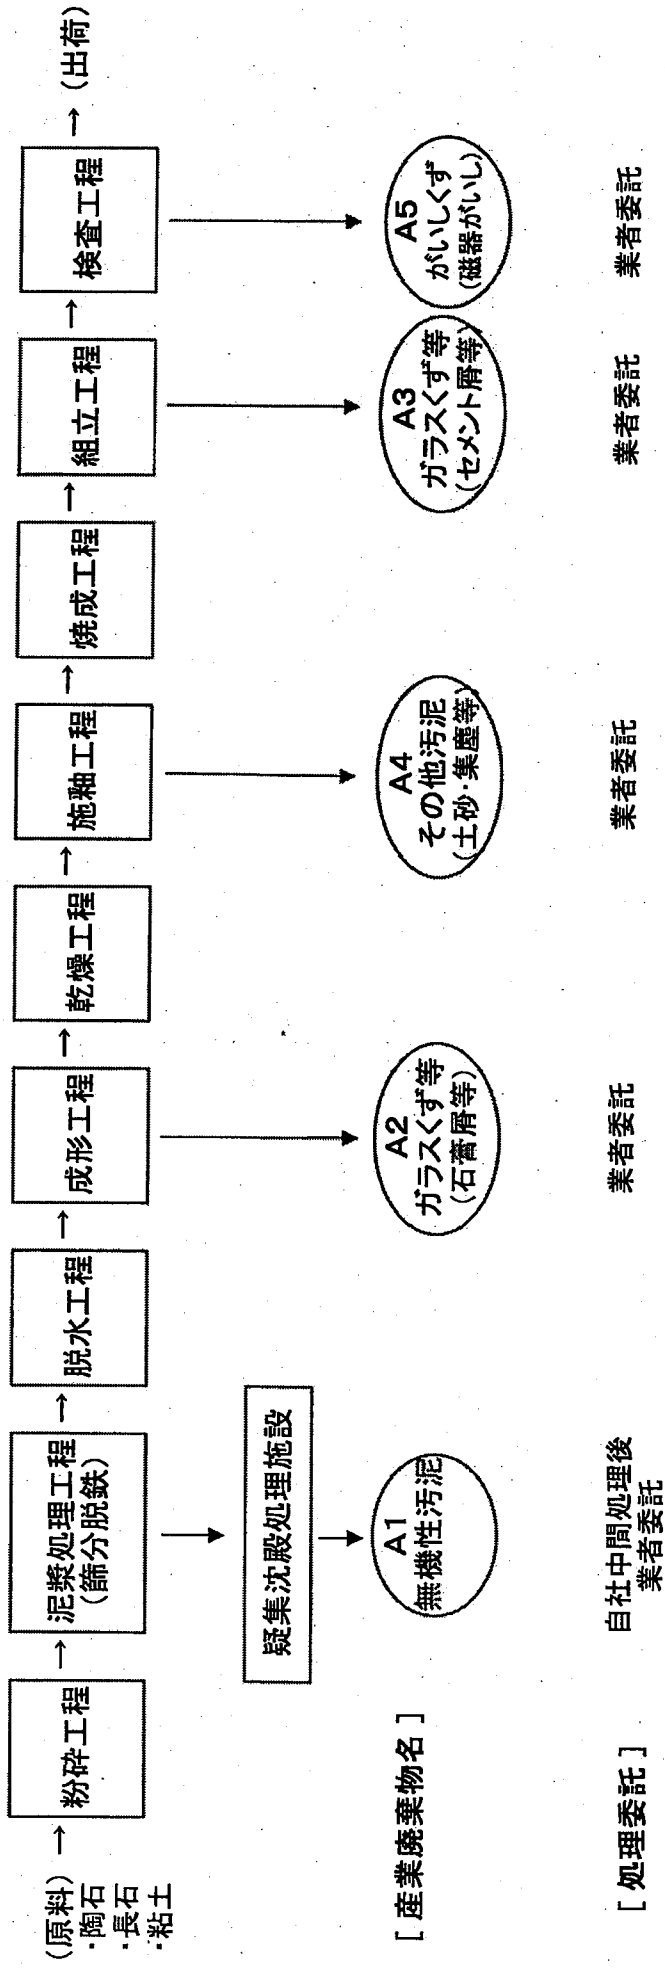 (原料)
・陶石
・長石
・粘土
→
粉砕工程
→
泥漿処理工程
(篩分脱鉄)
→
脱水工程
→
成形工程
→
乾燥工程
→
施釉工程
→
焼成工程
→
組立工程
→
検査工程
→
(出荷)
疑集沈殿処理施設
[産業廃棄物名]
A1
無機性汚泥
A2
ガラスくず等
(石膏屑等)
A4
その他汚泥
(土砂・集塵等)
A3
ガラスくず等
(セメント屑等)
A5
がいしくず
(磁器がいし)
[処理委託]
自社中間処理後
業者委託
業者委託
業者委託
業者委託
業者委託